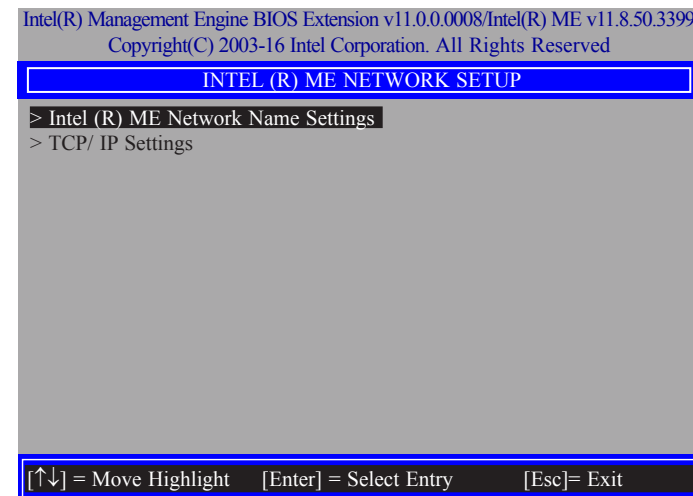 Intel(R) Management Engine BIOS Extension v11.0.0.0008/Intel(R) ME v11.8.50.3399
Copyright(C) 2003-16 Intel Corporation. All Rights Reserved
INTEL (R) ME NETWORK SETUP
> Intel (R) ME Network Name Settings
> TCP/ IP Settings
[↑↓] = Move Highlight [Enter] = Select Entry [Esc]= Exit